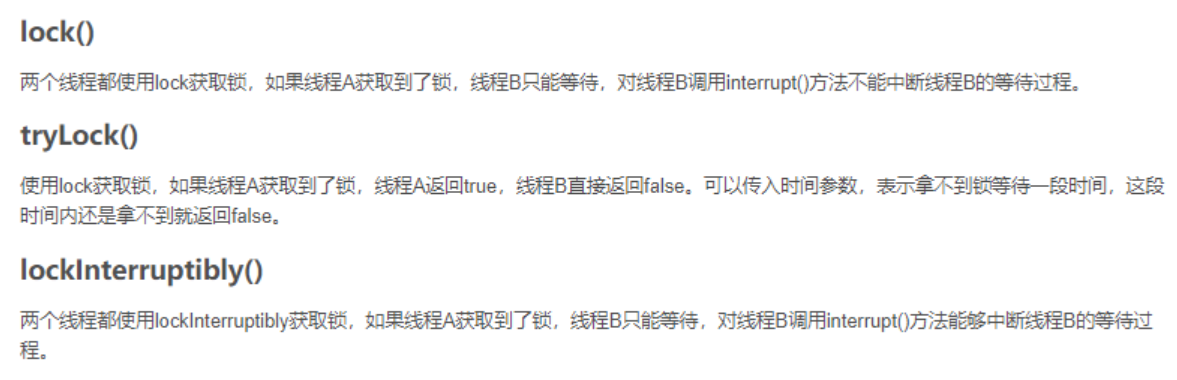 lock()
两个线程都使用lock获取锁，如果线程A获取到了锁，线程B只能等待，对线程B调用interrupt()方法不能中断线程B的等待过程。
tryLock()
使用lock获取锁，如果线程A获取到了锁，线程A返回true，线程B直接返回false。可以传入时间参数，表示拿不到锁等待一段时间，这段
时间内还是拿不到就返回false。
lockInterruptibly()
两个线程都使用lockInterruptibly获取锁，如果线程A获取到了锁，线程B只能等待，对线程B调用interrupt()方法能够中断线程B的等待过
程。